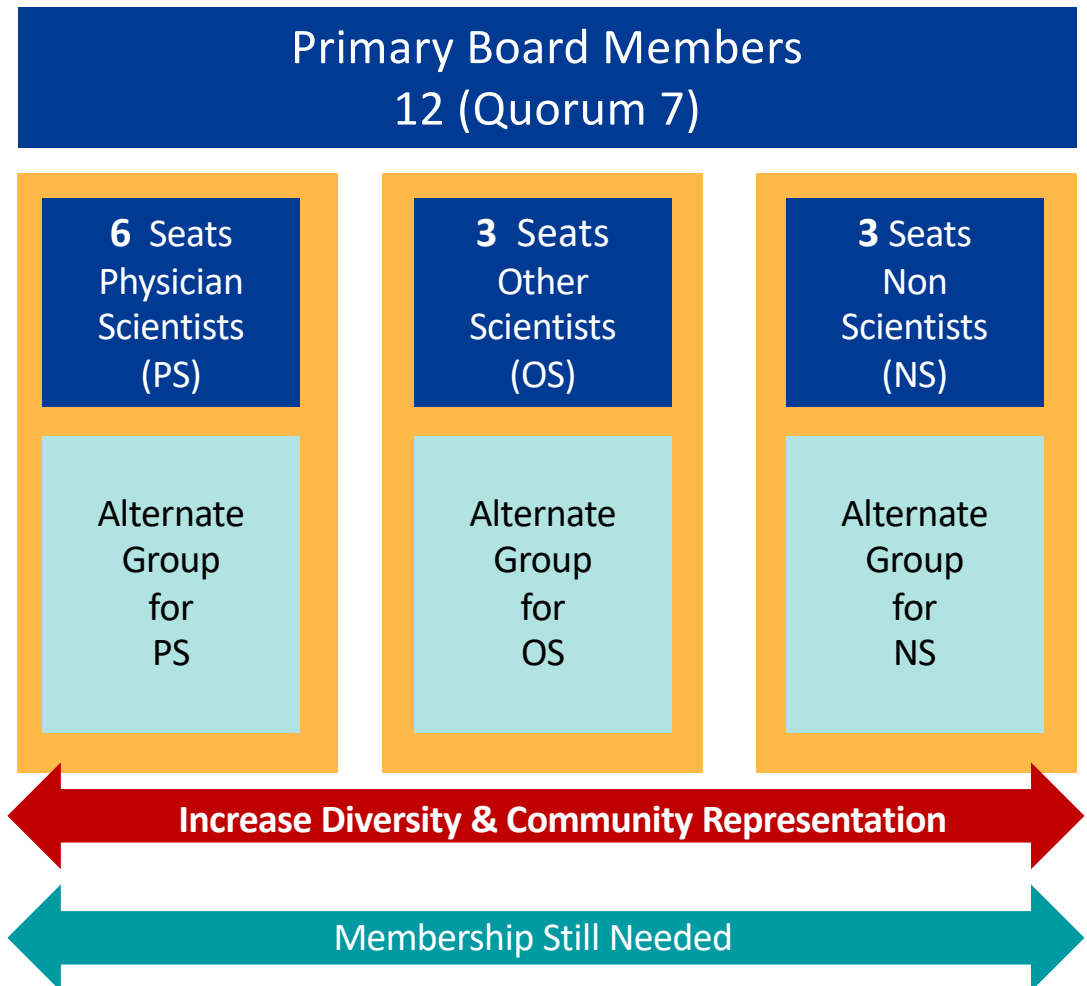 Primary Board Members
12 (Quorum 7)
6 Seats
Physician
Scientists
(PS)
Alternate
Group
for
PS
3 Seats
Other
Scientists
(OS)
Alternate
Group
for
OS
3 Seats
Non
Scientists
(NS)
Alternate
Group
for
NS
Increase Diversity & Community Representation
Membership Still Needed